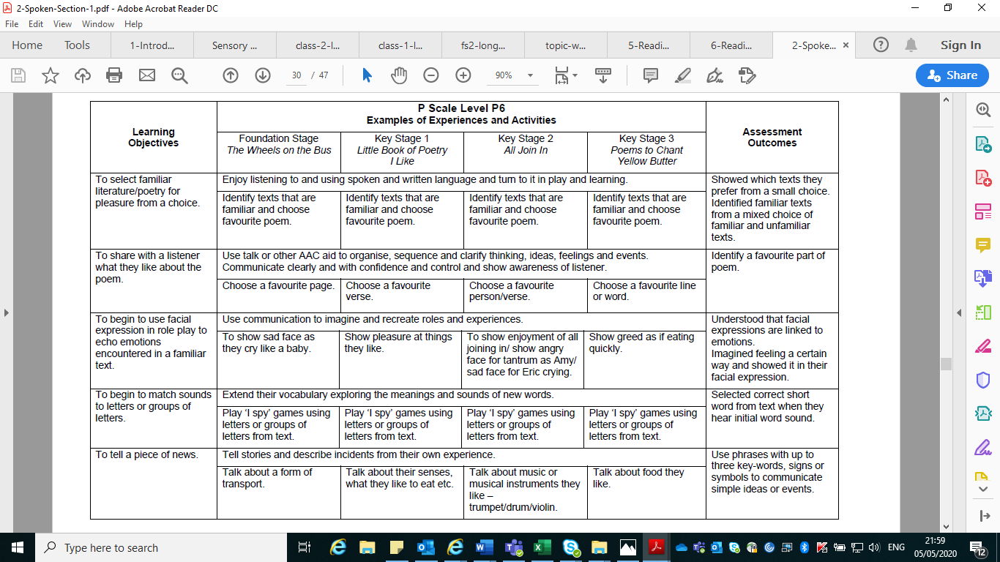 2-Spoken-Section-1.pdf - Adobe Acrobat Reader DC
File Edit View Window Help
Home Tools 1-Introd... Sensory ... class-2-l... class-1-l... fs2-long... topic-w... 5-Readi... 6-Readi... 2-Spoke... × Sign In
30 / 47 90% Share
P Scale Level P6
Examples of Experiences and Activities
Learning
Objectives
Foundation Stage
The Wheels on the Bus
Key Stage 1
Little Book of Poetry
I Like
Key Stage 2
All Join In
Key Stage 3
Poems to Chant
Yellow Butter
Assessment
Outcomes
To select familiar
literature/poetry for
pleasure from a choice.
Enjoy listening to and using spoken and written language and turn to it in play and learning.
Identify texts that are
familiar and choose
favourite poem.
Identify texts that are
familiar and choose
favourite poem.
Identify texts that are
familiar and choose
favourite poem.
Identify texts that are
familiar and choose
favourite poem.
Showed which texts they
prefer from a small choice.
Identified familiar texts
from a mixed choice of
familiar and unfamiliar
texts.
To share with a listener
what they like about the
poem.
Use talk or other AAC aid to organise, sequence and clarify thinking, ideas, feelings and events.
Communicate clearly and with confidence and control and show awareness of listener.
Choose a favourite page.
Choose a favourite
verse.
Choose a favourite
person/verse.
Choose a favourite line
or word.
Identify a favourite part of
poem.
To begin to use facial
expression in role play to
echo emotions
encountered in a familiar
text.
Use communication to imagine and recreate roles and experiences.
To show sad face as
they cry like a baby.
Show pleasure at things
they like.
To show enjoyment of all
joining in/ show angry
face for tantrum as Amy/
sad face for Eric crying.
Show greed as if eating
quickly.
Understood that facial
expressions are linked to
emotions.
Imagined feeling a certain
way and showed it in their
facial expression.
To begin to match sounds
to letters or groups of
letters.
Extend their vocabulary exploring the meanings and sounds of new words.
Play ‘I spy’ games using
letters or groups of
letters from text.
Play ‘I spy’ games using
letters or groups of
letters from text.
Play ‘I spy’ games using
letters or groups of
letters from text.
Play ‘I spy’ games using
letters or groups of
letters from text.
Selected correct short
word from text when they
hear initial word sound.
To tell a piece of news.
Tell stories and describe incidents from their own experience.
Talk about a form of
transport.
Talk about their senses,
what they like to eat etc.
Talk about music or
musical instruments they
like –
trumpet/drum/violin.
Talk about food they
like.
Use phrases with up to
three key-words, signs or
symbols to communicate
simple ideas or events.
Type here to search
ENG
21:59
05/05/2020
12